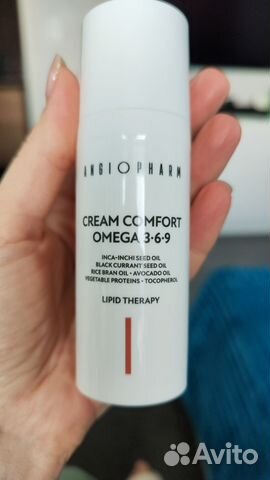 ANGIOPHARM
CREAM COMFORT
OMEGA 3·6·9
INCA-INCHI SEED OIL
BLACK CURRANT SEED OIL
RICE BRAN OIL • AVOCADO OIL
VEGETABLE PROTEINS • TOCOPHEROL
LIPID THERAPY
Avito